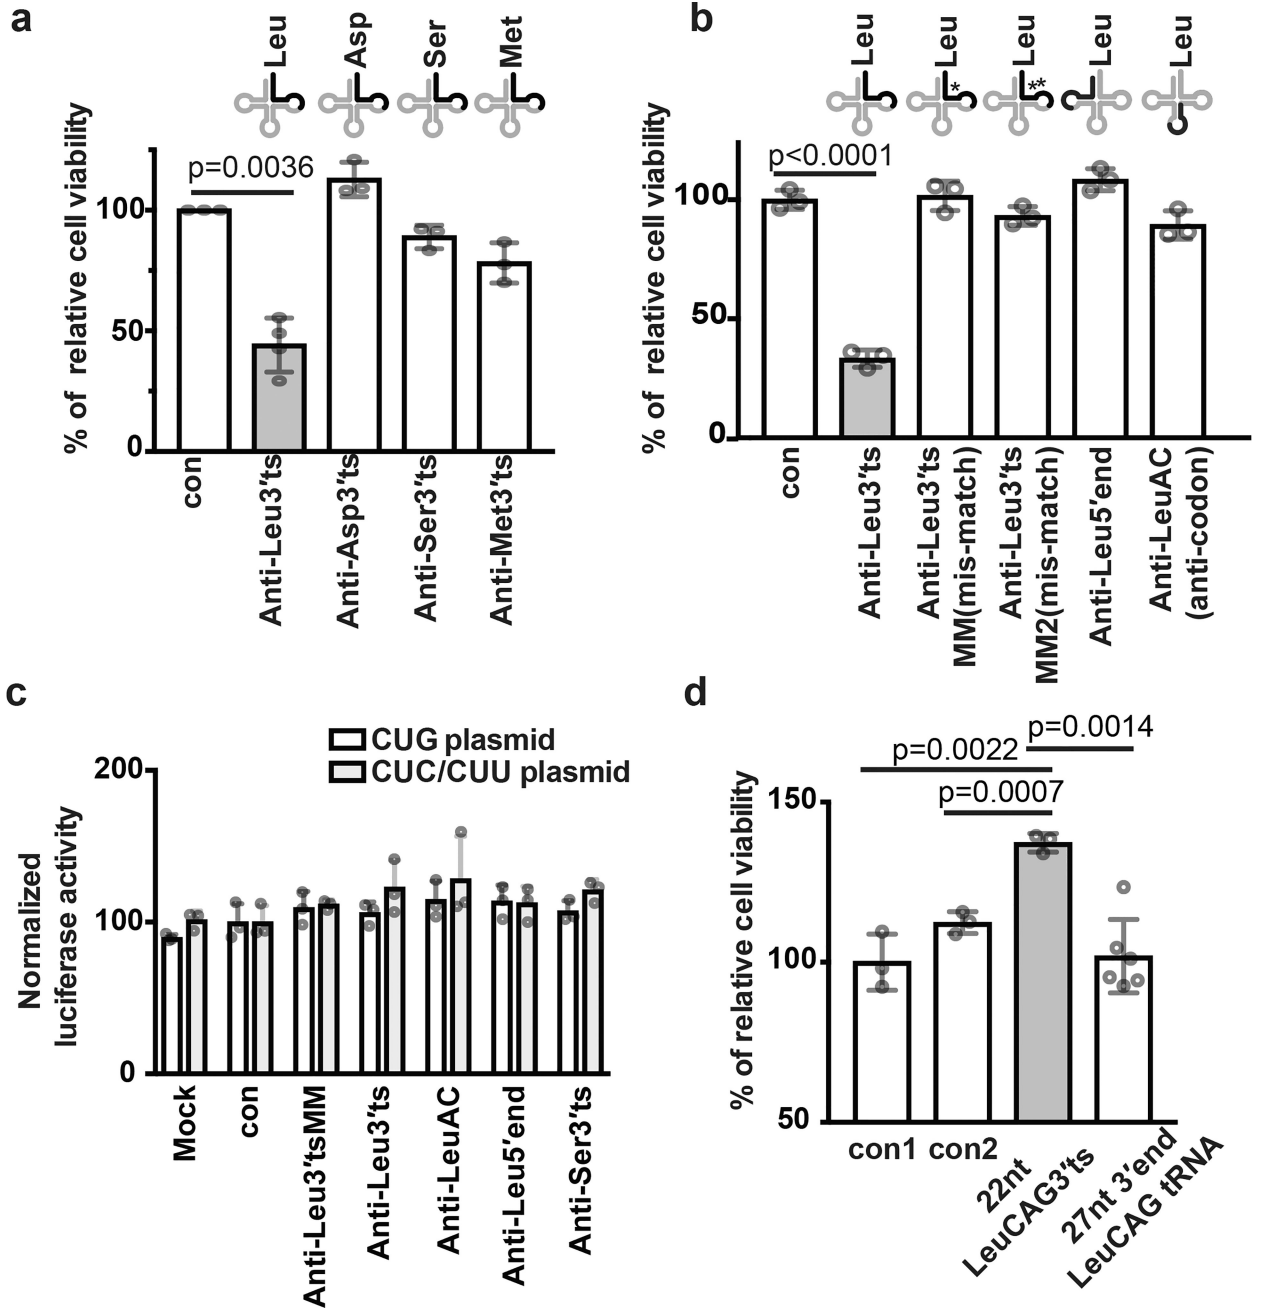 a
Leu
Asp
Ser
Met
% of relative cell viability
p=0.0036
100
50
0
con
Anti-Leu3′ts
Anti-Asp3′ts
Anti-Ser3′ts
Anti-Met3′ts
b
Leu
Leu
*
Leu
**
Leu
Leu
% of relative cell viability
p<0.0001
100
50
0
con
Anti-Leu3′ts
Anti-Leu3′ts
MM(mis-match)
Anti-Leu3′ts
MM2(mis-match)
Anti-Leu5′end
Anti-LeuAC
(anti-codon)
c
CUG plasmid
CUC/CUU plasmid
Normalized
luciferase activity
200
100
0
Mock
con
Anti-Leu3′tsMM
Anti-Leu3′ts
Anti-LeuAC
Anti-Leu5′end
Anti-Ser3′ts
d
p=0.0014
p=0.0022
p=0.0007
% of relative cell viability
150
100
50
con1
con2
22nt
LeuCAG3′ts
27nt 3′end
LeuCAG tRNA